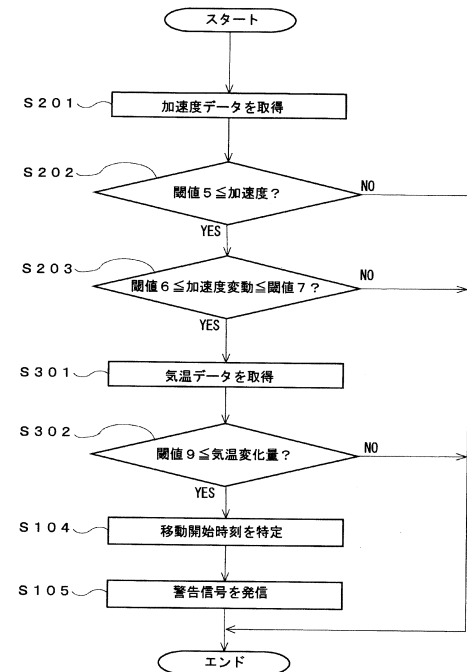 スタート
S201
加速度データを取得
S202
閾値5≦加速度?
NO
YES
S203
閾値6≦加速度変動≦閾値7?
NO
YES
S301
気温データを取得
S302
閾値9≦気温変化量?
NO
YES
S104
移動開始時刻を特定
S105
警告信号を発信
エンド